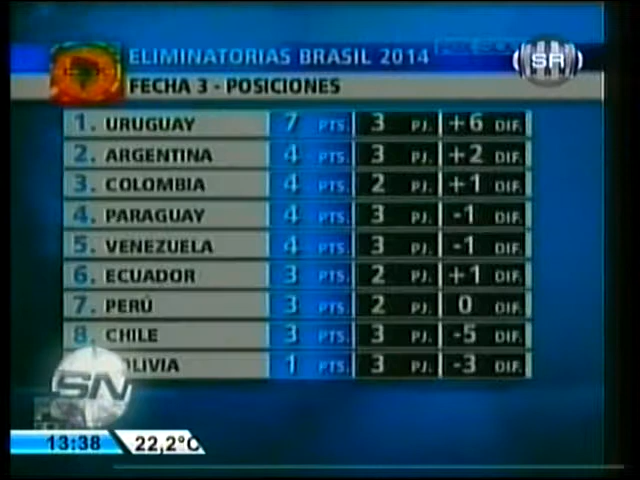 ELIMINATORIAS BRASIL 2014
SR
FECHA 3 - POSICIONES
1. URUGUAY 7 PTS. 3 PJ. +6 DIF.
2. ARGENTINA 4 PTS. 3 PJ. +2 DIF.
3. COLOMBIA 4 PTS. 2 PJ. +1 DIF.
4. PARAGUAY 4 PTS. 3 PJ. -1 DIF.
5. VENEZUELA 4 PTS. 3 PJ. -1 DIF.
6. ECUADOR 3 PTS. 2 PJ. +1 DIF.
7. PERÚ 3 PTS. 2 PJ. 0 DIF.
8. CHILE 3 PTS. 3 PJ. -5 DIF.
OLIVIA 1 PTS. 3 PJ. -3 DIF.
SN
13:38 22,2°C